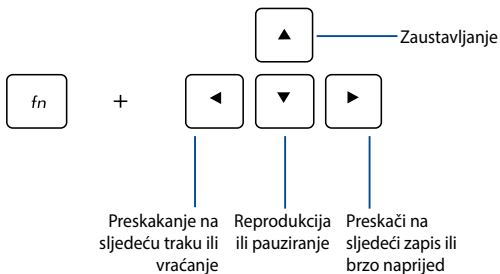 Zaustavljanje
fn
+
Preskakanje na
sljedeću traku ili
vraćanje
Reprodukcija
ili pauziranje
Preskači na
sljedeći zapis ili
brzo naprijed